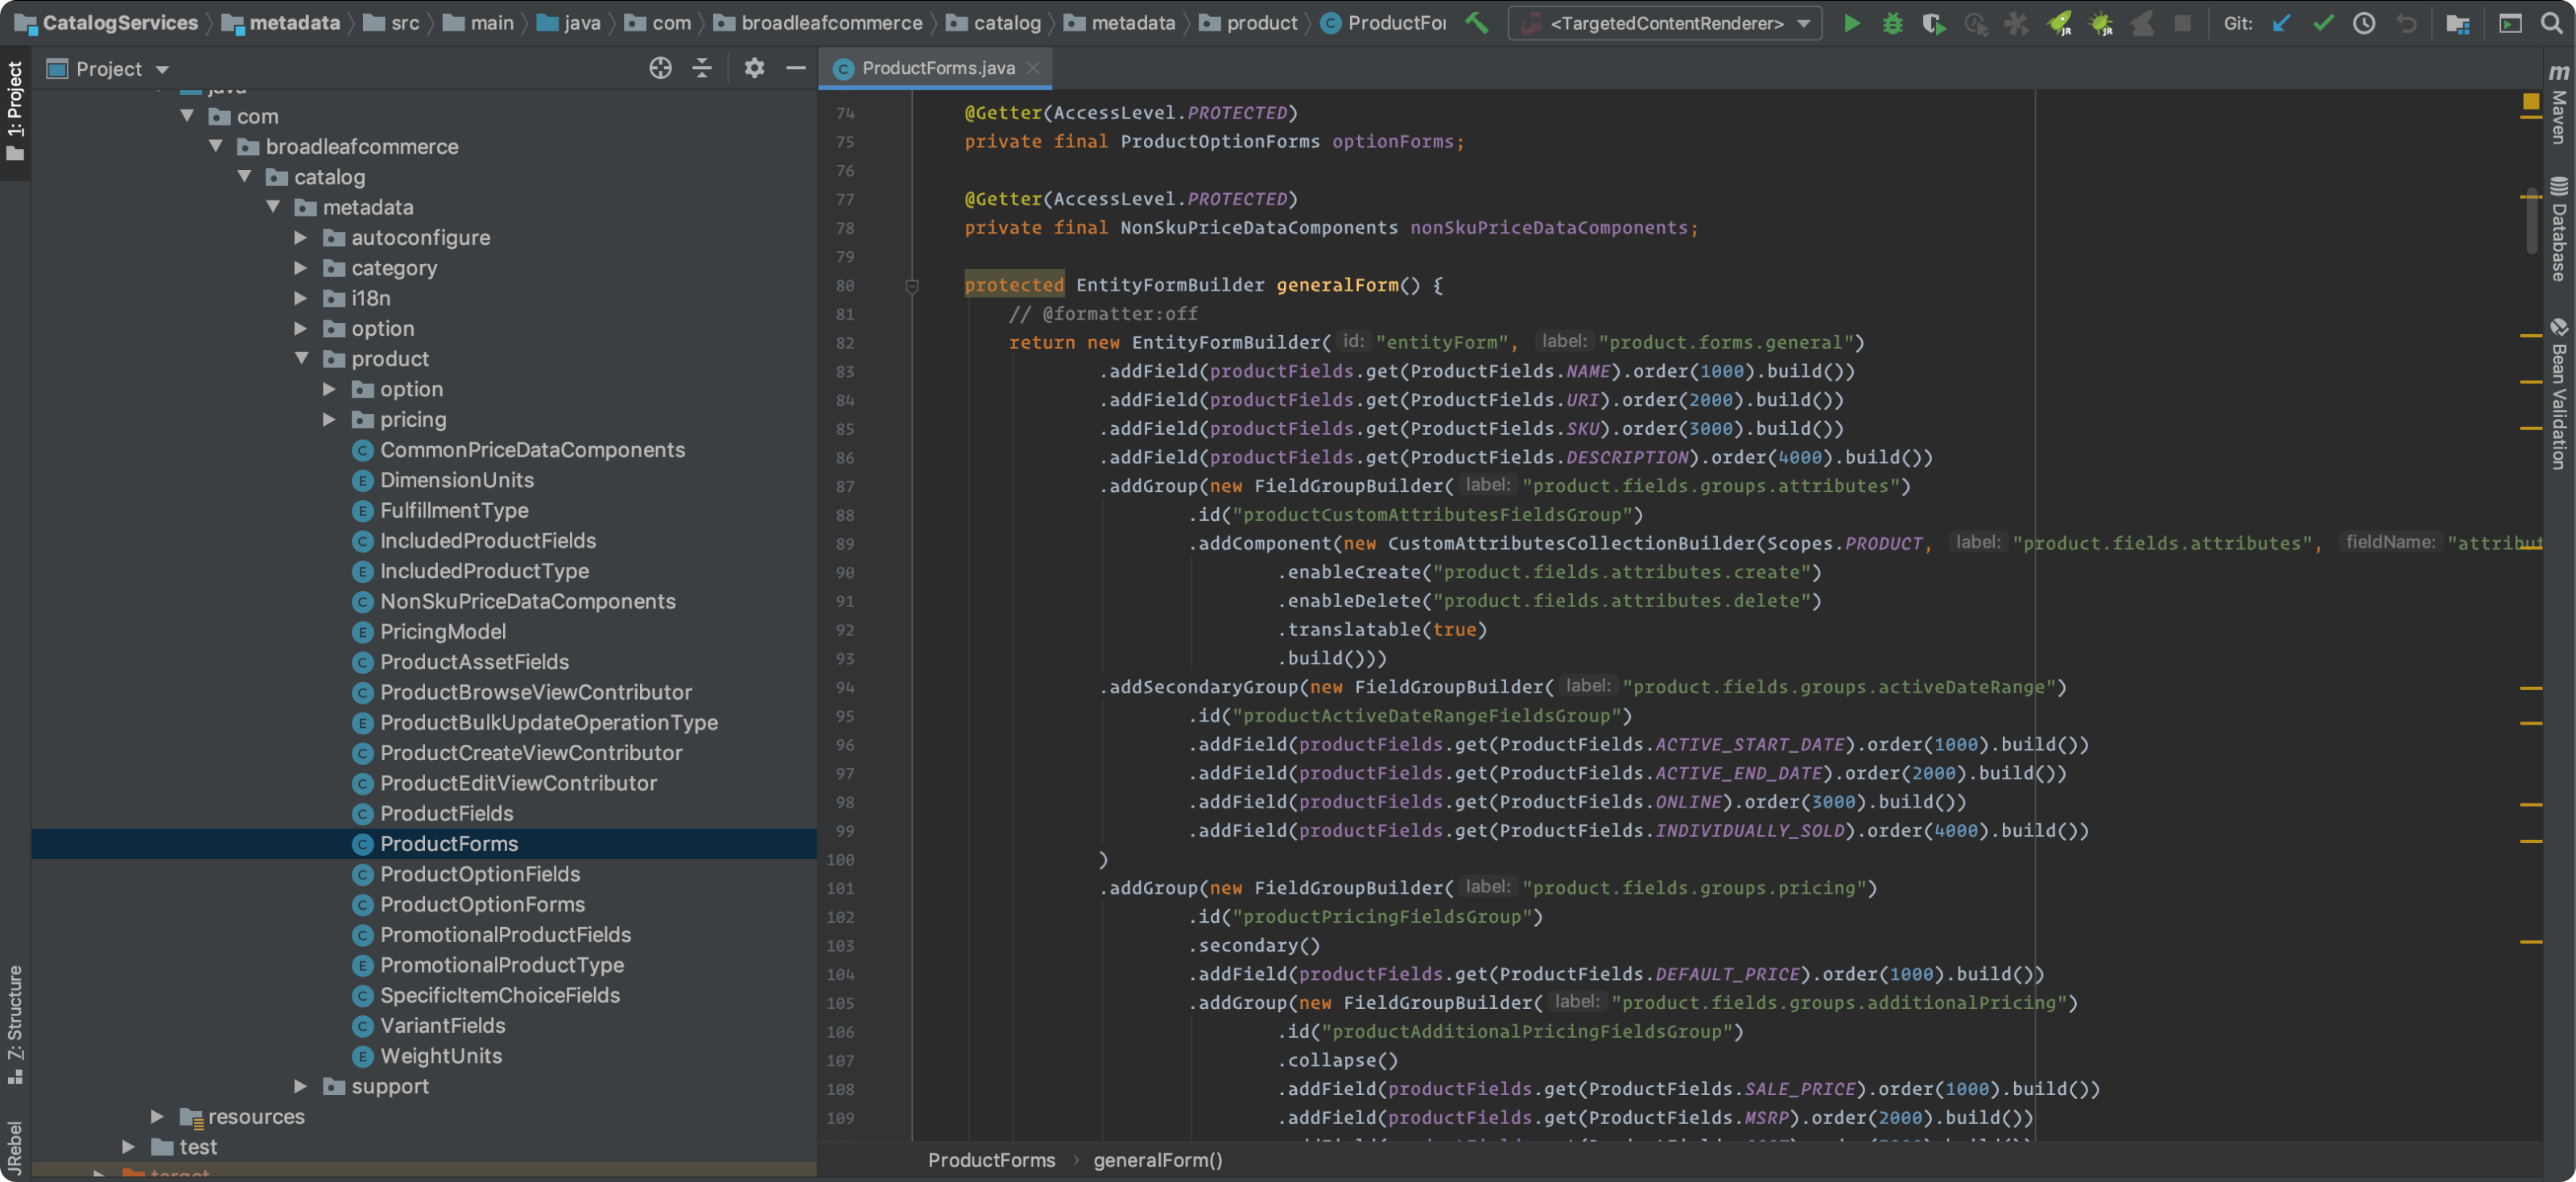 CatalogServices metadata src main java com broadleafcommerce catalog metadata product ProductFor <TargetedContentRenderer> Git:
Project
ProductForms.java
1: Project
7: Structure
JRebel
java
com
broadleafcommerce
catalog
metadata
autoconfigure
category
i18n
option
product
option
pricing
CommonPriceDataComponents
DimensionUnits
FulfillmentType
IncludedProductFields
IncludedProductType
NonSkuPriceDataComponents
PricingModel
ProductAssetFields
ProductBrowseViewContributor
ProductBulkUpdateOperationType
ProductCreateViewContributor
ProductEditViewContributor
ProductFields
ProductForms
ProductOptionFields
ProductOptionForms
PromotionalProductFields
PromotionalProductType
SpecificItemChoiceFields
VariantFields
WeightUnits
support
resources
test
target
74 @Getter(AccessLevel.PROTECTED)
75 private final ProductOptionForms optionForms;
76
77 @Getter(AccessLevel.PROTECTED)
78 private final NonSkuPriceDataComponents nonSkuPriceDataComponents;
79
80 protected EntityFormBuilder generalForm() {
81 // @formatter:off
82 return new EntityFormBuilder( id: "entityForm", label: "product.forms.general")
83 .addField(productFields.get(ProductFields.NAME).order(1000).build())
84 .addField(productFields.get(ProductFields.URI).order(2000).build())
85 .addField(productFields.get(ProductFields.SKU).order(3000).build())
86 .addField(productFields.get(ProductFields.DESCRIPTION).order(4000).build())
87 .addGroup(new FieldGroupBuilder( label: "product.fields.groups.attributes")
88 .id("productCustomAttributesFieldsGroup")
89 .addComponent(new CustomAttributesCollectionBuilder(Scopes.PRODUCT, label: "product.fields.attributes", fieldName: "attribut
90 .enableCreate("product.fields.attributes.create")
91 .enableDelete("product.fields.attributes.delete")
92 .translatable(true)
93 .build()))
94 .addSecondaryGroup(new FieldGroupBuilder( label: "product.fields.groups.activeDateRange")
95 .id("productActiveDateRangeFieldsGroup")
96 .addField(productFields.get(ProductFields.ACTIVE_START_DATE).order(1000).build())
97 .addField(productFields.get(ProductFields.ACTIVE_END_DATE).order(2000).build())
98 .addField(productFields.get(ProductFields.ONLINE).order(3000).build())
99 .addField(productFields.get(ProductFields.INDIVIDUALLY_SOLD).order(4000).build())
100 )
101 .addGroup(new FieldGroupBuilder( label: "product.fields.groups.pricing")
102 .id("productPricingFieldsGroup")
103 .secondary()
104 .addField(productFields.get(ProductFields.DEFAULT_PRICE).order(1000).build())
105 .addGroup(new FieldGroupBuilder( label: "product.fields.groups.additionalPricing")
106 .id("productAdditionalPricingFieldsGroup")
107 .collapse()
108 .addField(productFields.get(ProductFields.SALE_PRICE).order(1000).build())
109 .addField(productFields.get(ProductFields.MSRP).order(2000).build())
ProductForms generalForm()
Maven
Database
Bean Validation